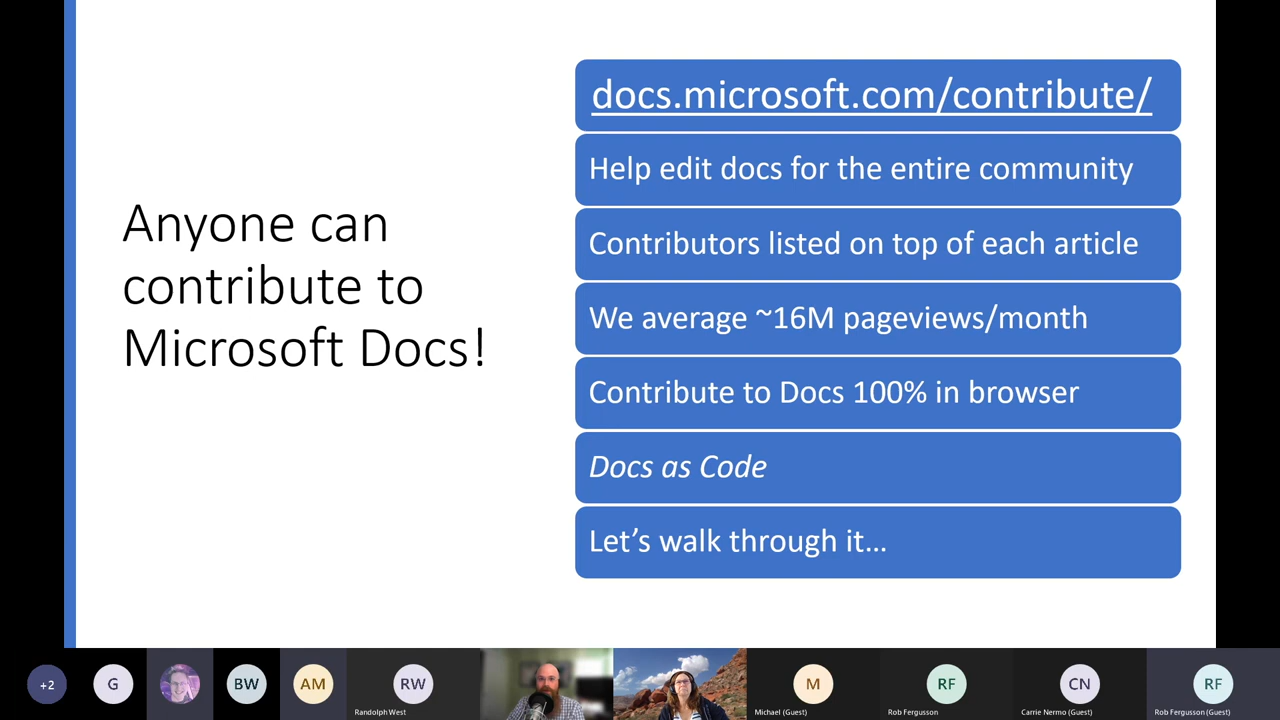 Anyone can
contribute to
Microsoft Docs!
docs.microsoft.com/contribute/
Help edit docs for the entire community
Contributors listed on top of each article
We average ~16M pageviews/month
Contribute to Docs 100% in browser
Docs as Code
Let’s walk through it...
+2
G
BW
AM
RW
Randolph West
M
Michael (Guest)
RF
Rob Fergusson
CN
Carrie Nermo (Guest)
RF
Rob Fergusson (Guest)